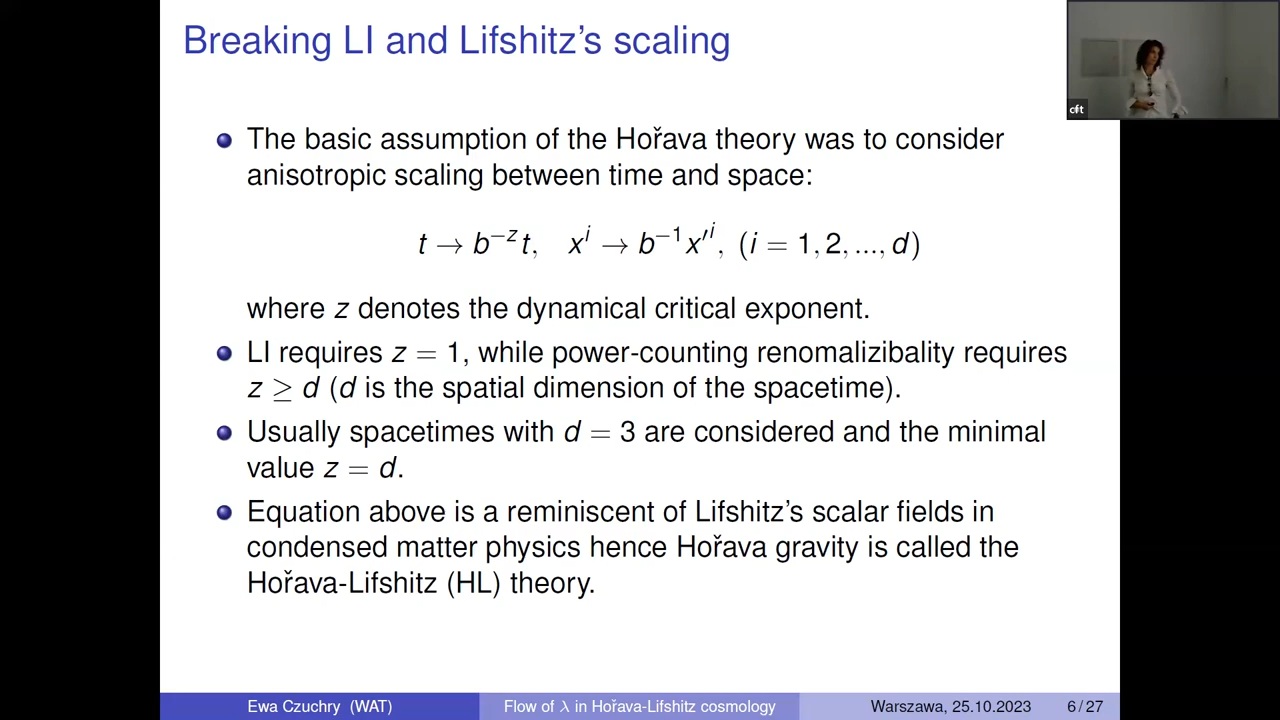 Breaking LI and Lifshitz's scaling
cft
The basic assumption of the Hořava theory was to consider
anisotropic scaling between time and space:
t → b⁻ᶻt, xⁱ → b⁻¹x′ⁱ, (i = 1, 2, ..., d)
where z denotes the dynamical critical exponent.
LI requires z = 1, while power-counting renomalizibality requires
z ≥ d (d is the spatial dimension of the spacetime).
Usually spacetimes with d = 3 are considered and the minimal
value z = d.
Equation above is a reminiscent of Lifshitz's scalar fields in
condensed matter physics hence Hořava gravity is called the
Hořava-Lifshitz (HL) theory.
Ewa Czuchry (WAT) Flow of λ in Hořava-Lifshitz cosmology Warszawa, 25.10.2023 6 / 27